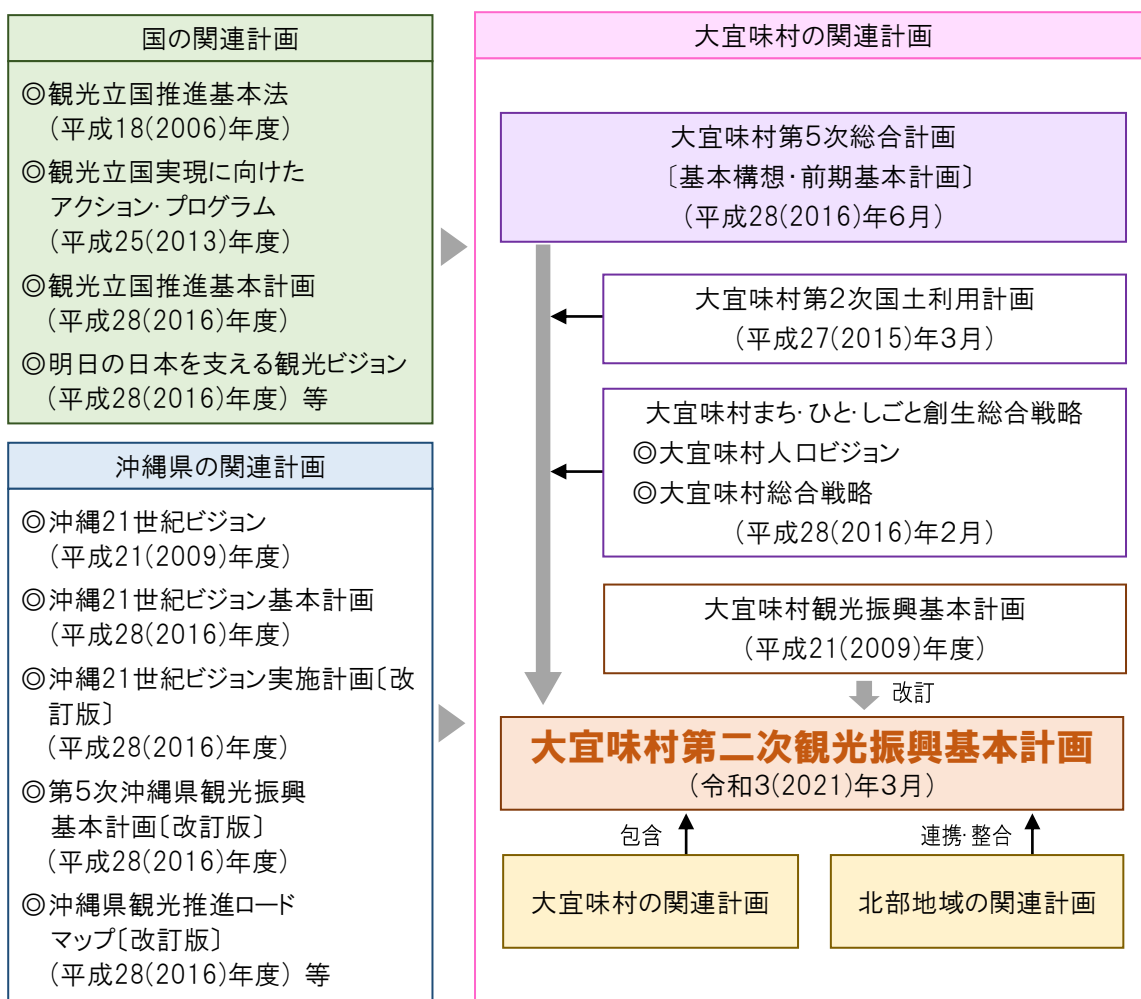 国の関連計画
◎観光立国推進基本法
（平成18(2006)年度）
◎観光立国実現に向けた
アクション・プログラム
（平成25(2013)年度）
◎観光立国推進基本計画
（平成28(2016)年度）
◎明日の日本を支える観光ビジョン
（平成28(2016)年度）等
沖縄県の関連計画
◎沖縄21世紀ビジョン
（平成21(2009)年度）
◎沖縄21世紀ビジョン基本計画
（平成28(2016)年度）
◎沖縄21世紀ビジョン実施計画〔改
訂版〕
（平成28(2016)年度）
◎第5次沖縄県観光振興
基本計画〔改訂版〕
（平成28(2016)年度）
◎沖縄県観光推進ロード
マップ〔改訂版〕
（平成28(2016)年度）等
大宜味村の関連計画
大宜味村第5次総合計画
〔基本構想・前期基本計画〕
（平成28(2016)年6月）
大宜味村第2次国土利用計画
（平成27(2015)年3月）
大宜味村まち・ひと・しごと創生総合戦略
◎大宜味村人口ビジョン
◎大宜味村総合戦略
（平成28(2016)年2月）
大宜味村観光振興基本計画
（平成21(2009)年度）
改訂
大宜味村第二次観光振興基本計画
（令和3(2021)年3月）
包含
連携・整合
大宜味村の関連計画
北部地域の関連計画